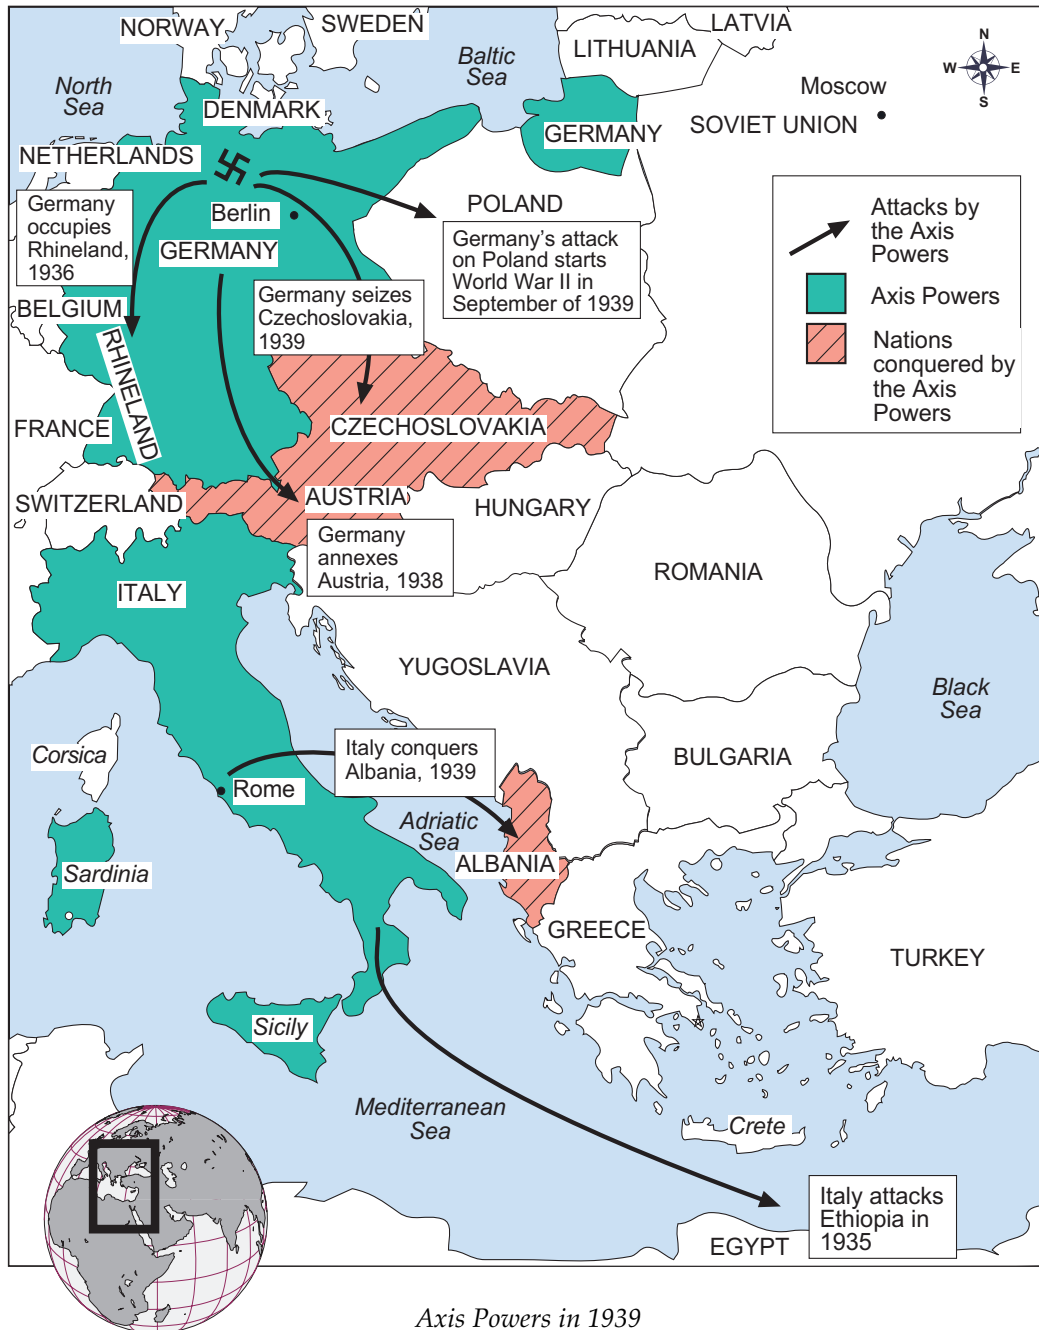 NORWAY
SWEDEN
LATVIA
LITHUANIA
North
Sea
Baltic
Sea
N
W
E
S
Moscow
SOVIET UNION
DENMARK
GERMANY
NETHERLANDS
Germany
occupies
Rhineland,
1936
Berlin
GERMANY
POLAND
Germany's attack
on Poland starts
World War II in
September of 1939
Attacks by
the Axis
Powers
Axis Powers
Nations
conquered by
the Axis
Powers
Germany seizes
Czechoslovakia,
1939
BELGIUM
RHINELAND
FRANCE
CZECHOSLOVAKIA
SWITZERLAND
AUSTRIA
HUNGARY
Germany
annexes
Austria, 1938
ITALY
ROMANIA
YUGOSLAVIA
Black
Sea
Corsica
Italy conquers
Albania, 1939
BULGARIA
Rome
Adriatic
Sea
ALBANIA
Sardinia
GREECE
TURKEY
Sicily
Mediterranean
Sea
Crete
Italy attacks
Ethiopia in
1935
EGYPT
Axis Powers in 1939